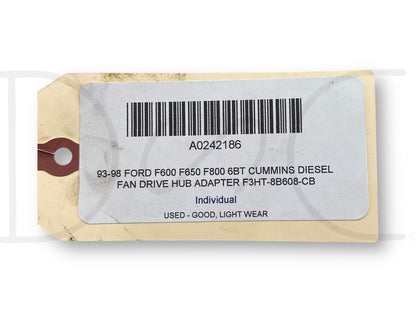 A0242186
93-98 FORD F600 F650 F800 6BT CUMMINS DIESEL
FAN DRIVE HUB ADAPTER F3HT-8B608-CB
Individual
USED - GOOD, LIGHT WEAR